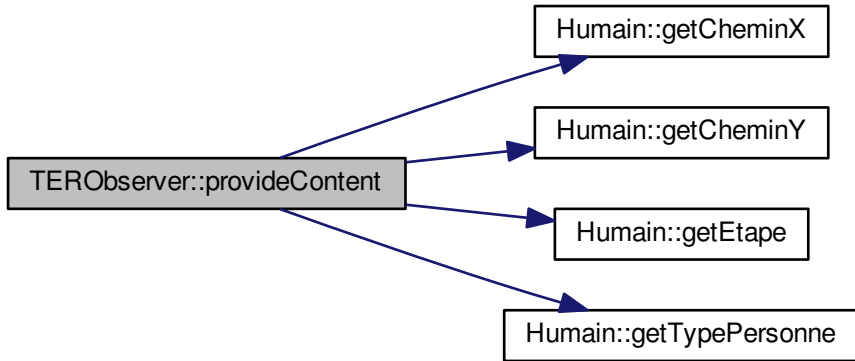 Humain::getCheminX
Humain::getCheminY
TERObserver::provideContent
Humain::getEtape
Humain::getTypePersonne